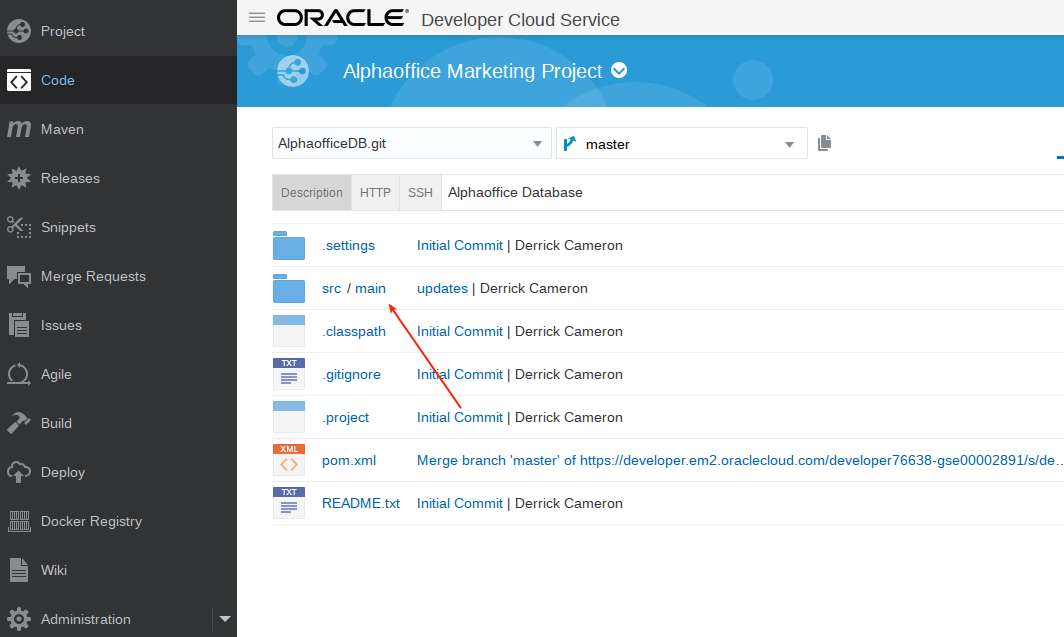 ORACLE® Developer Cloud Service
Project
Code
Maven
Releases
Snippets
Merge Requests
Issues
Agile
Build
Deploy
Docker Registry
Wiki
Administration
Alphaoffice Marketing Project
AlphaofficeDB.git master
Description HTTP SSH Alphaoffice Database
.settings Initial Commit | Derrick Cameron
src / main updates | Derrick Cameron
.classpath Initial Commit | Derrick Cameron
TXT
.gitignore Initial Commit | Derrick Cameron
.project Initial Commit | Derrick Cameron
XML
pom.xml Merge branch 'master' of https://developer.em2.oraclecloud.com/developer76638-gse00002891/s/de...
TXT
README.txt Initial Commit | Derrick Cameron